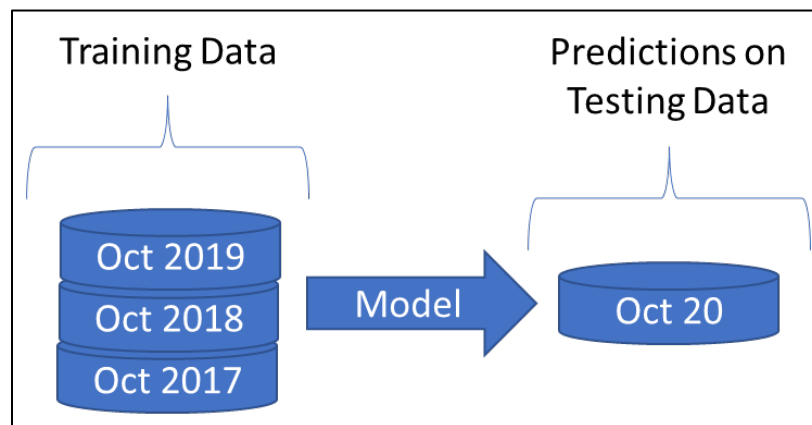 Training Data
Predictions on
Testing Data
Oct 2019
Oct 2018
Oct 2017
Model
Oct 20